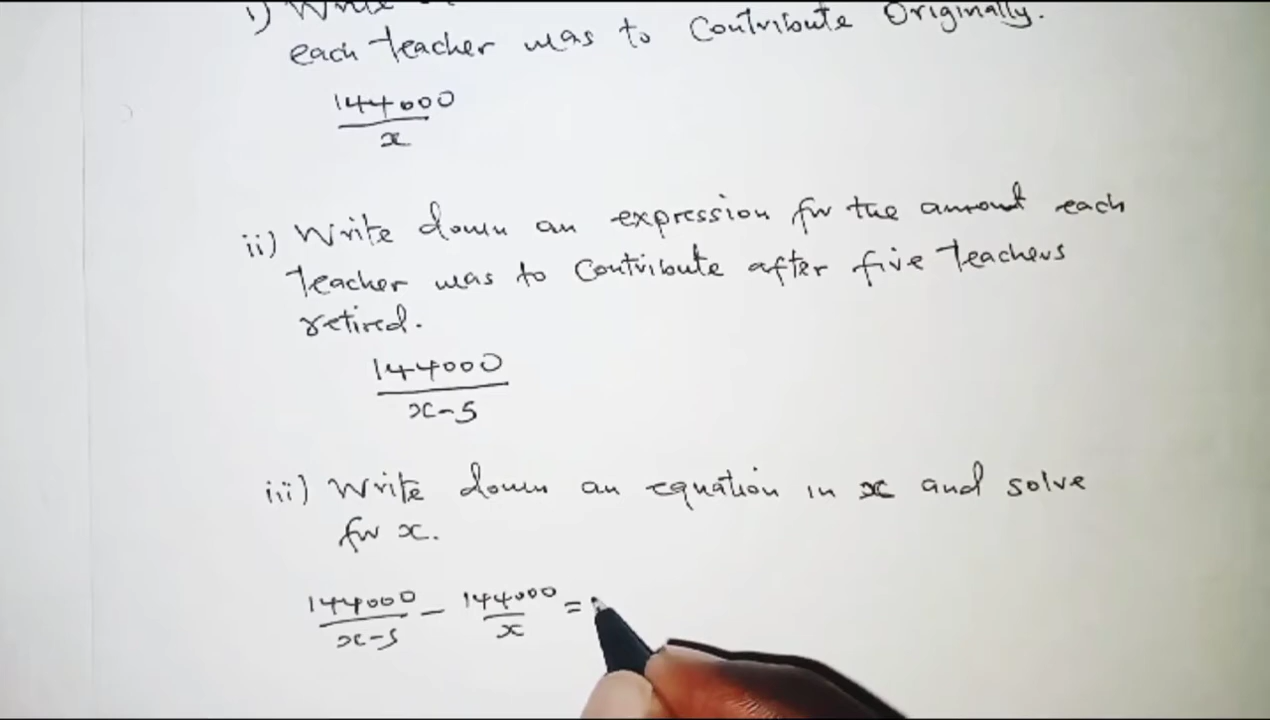 i) Write
each teacher was to Contribute Originally.
144000
x
ii) Write down an expression for the amount each
teacher was to Contribute after five teachers
retired.
144000
x-5
iii) Write down an equation in x and solve
for x.
144000/x-5 - 144000/x =